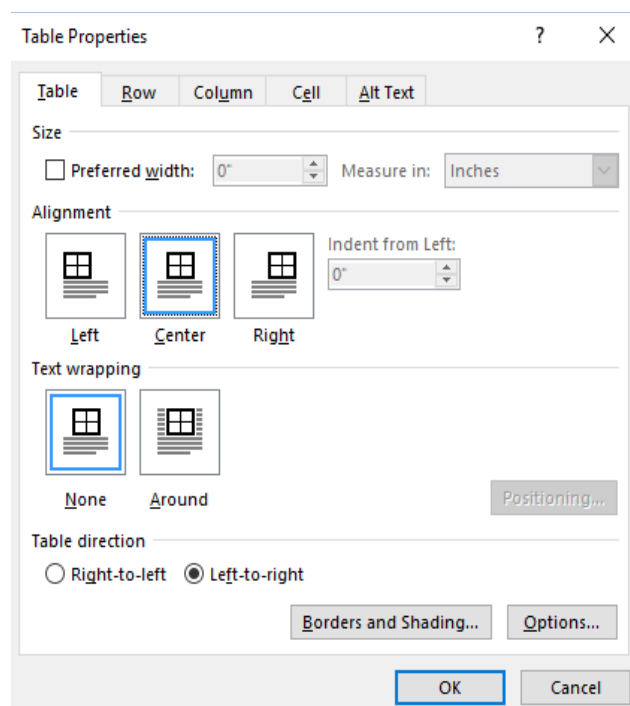 Table Properties ? X
Table Row Column Cell Alt Text
Size
Preferred width: 0" Measure in: Inches
Alignment
Indent from Left:
0"
Left Center Right
Text wrapping
None Around
Positioning...
Table direction
Right-to-left Left-to-right
Borders and Shading... Options...
OK Cancel